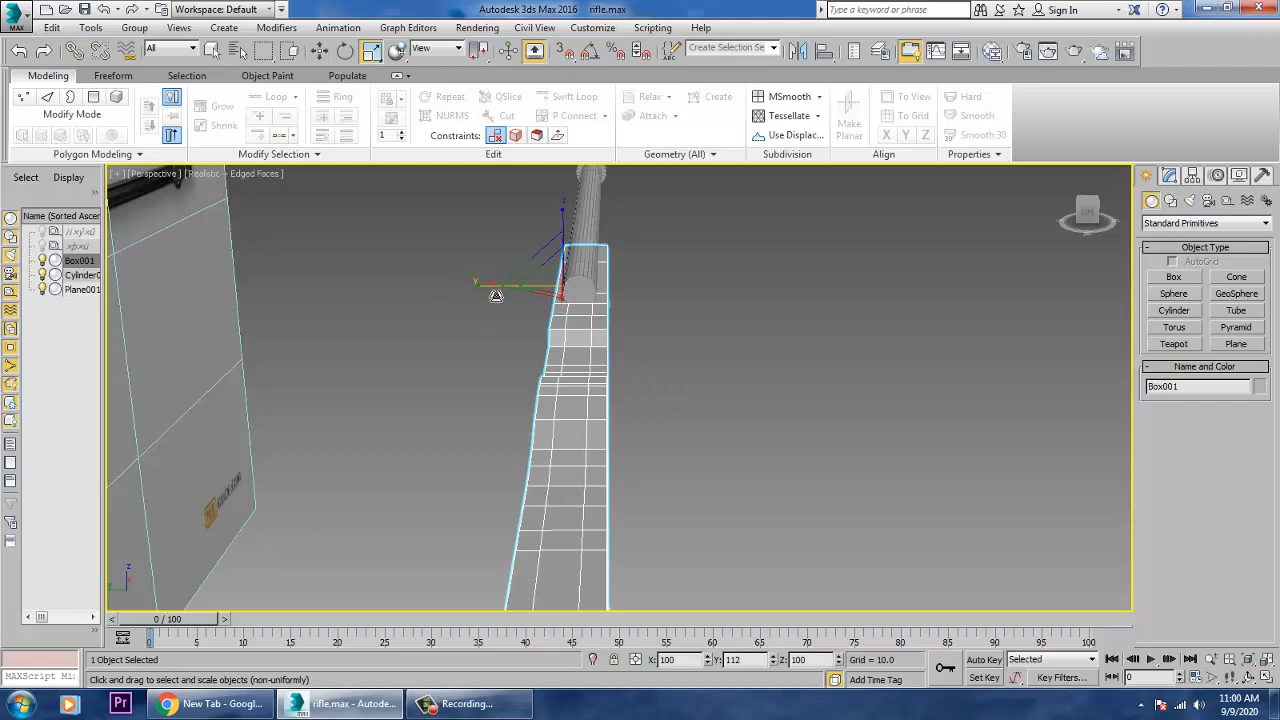 MAX
Workspace: Default
Autodesk 3ds Max 2016 rifle.max
Type a keyword or phrase
Sign In
Edit Tools Group Views Create Modifiers Animation Graph Editors Rendering Civil View Customize Scripting Help
All
View
Create Selection Se
Modeling Freeform Selection Object Paint Populate
Modify Mode
Polygon Modeling
Grow
Shrink
Loop
Ring
Modify Selection
1
Repeat QSlice Swift Loop
NURMS Cut P Connect
Constraints:
Edit
Relax Create
Attach
Geometry (All)
MSmooth
Tessellate
Use Displac...
Subdivision
Make Planar
To View
To Grid
X Y Z
Align
Hard
Smooth
Smooth 30
Properties
Select Display
Name (Sorted Ascen
Box001
Cylinder0
Plane001
[ + ] [Perspective ] [Realistic + Edged Faces ]
z
y
z
Standard Primitives
Object Type
AutoGrid
Box Cone
Sphere GeoSphere
Cylinder Tube
Torus Pyramid
Teapot Plane
Name and Color
Box001
0 / 100
0 5 10 15 20 25 30 35 40 45 50 55 60 65 70 75 80 85 90 95 100
1 Object Selected
X: 100 Y: 112 Z: 100
Grid = 10.0
Auto Key Selected
MAXScript Mi
Click and drag to select and scale objects (non-uniformly)
Add Time Tag
Set Key Key Filters...
0
New Tab - Googl...
rifle.max - Autode...
Recording...
11:00 AM
9/9/2020